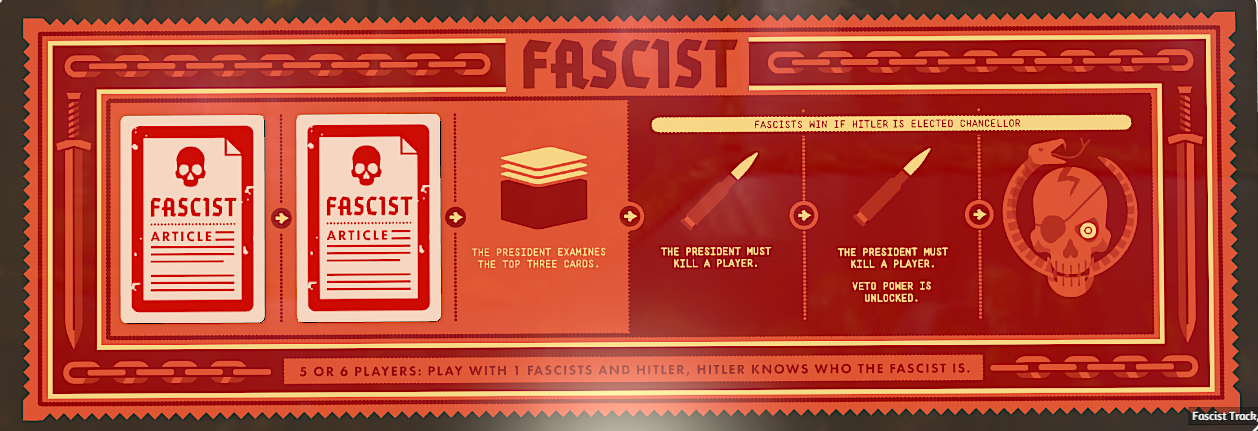 FASCIST
FASCISTS WIN IF HITLER IS ELECTED CHANCELLOR
FASCIST
ARTICLE
FASCIST
ARTICLE
THE PRESIDENT EXAMINES
THE TOP THREE CARDS.
THE PRESIDENT MUST
KILL A PLAYER.
THE PRESIDENT MUST
KILL A PLAYER.
VETO POWER IS
UNLOCKED.
5 OR 6 PLAYERS: PLAY WITH 1 FASCISTS AND HITLER, HITLER KNOWS WHO THE FASCIST IS.
Fascist Track